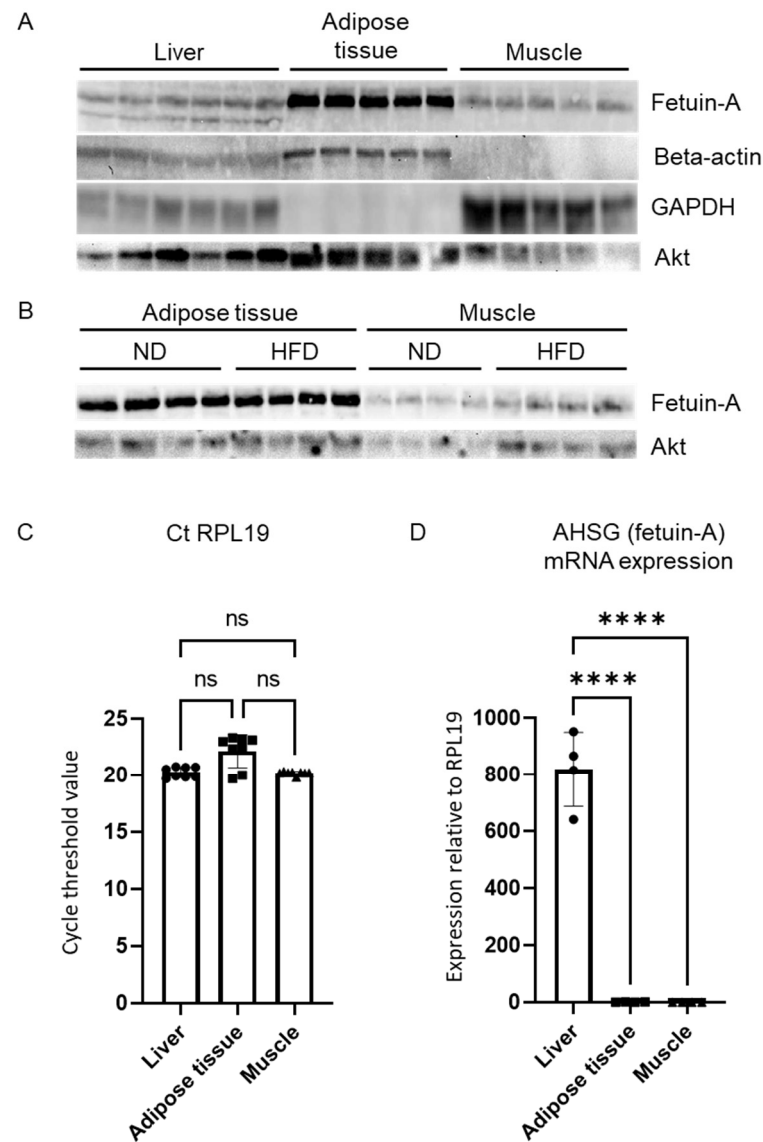 A
Liver
Adipose
tissue
Muscle
Fetuin-A
Beta-actin
GAPDH
Akt
B
Adipose tissue
Muscle
ND
HFD
ND
HFD
Fetuin-A
Akt
C
Ct RPL19
ns
ns
ns
Cycle threshold value
25
20
15
10
5
0
Liver
Adipose tissue
Muscle
D
AHSG (fetuin-A)
mRNA expression
****
****
Expression relative to RPL19
1000
800
600
400
200
0
Liver
Adipose tissue
Muscle